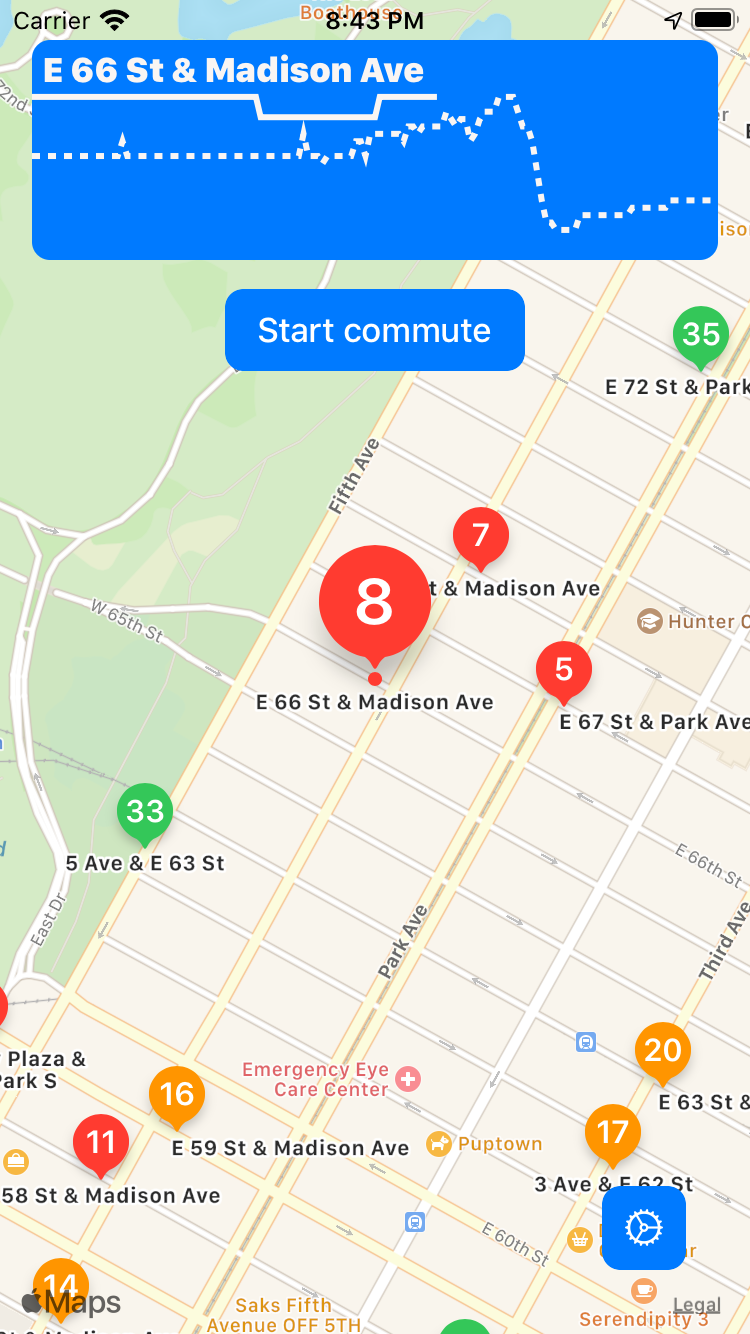 Boathouse
Carrier
8:43 PM
E 66 St & Madison Ave
72nd
Start commute
35
E 72 St & Park
Fifth Ave
7
t & Madison Ave
8
W 65th St
Hunter C
5
E 66 St & Madison Ave
E 67 St & Park Ave
33
5 Ave & E 63 St
E 66th St
East Dr
Park Ave
Third Ave
Plaza &
Park S
Emergency Eye
Care Center
20
16
E 63 St &
11
17
E 59 St & Madison Ave
Puptown
58 St & Madison Ave
3 Ave & E 62 St
E 60th St
14
Maps
Saks Fifth
Avenue OFF 5TH
Legal
Serendipity 3